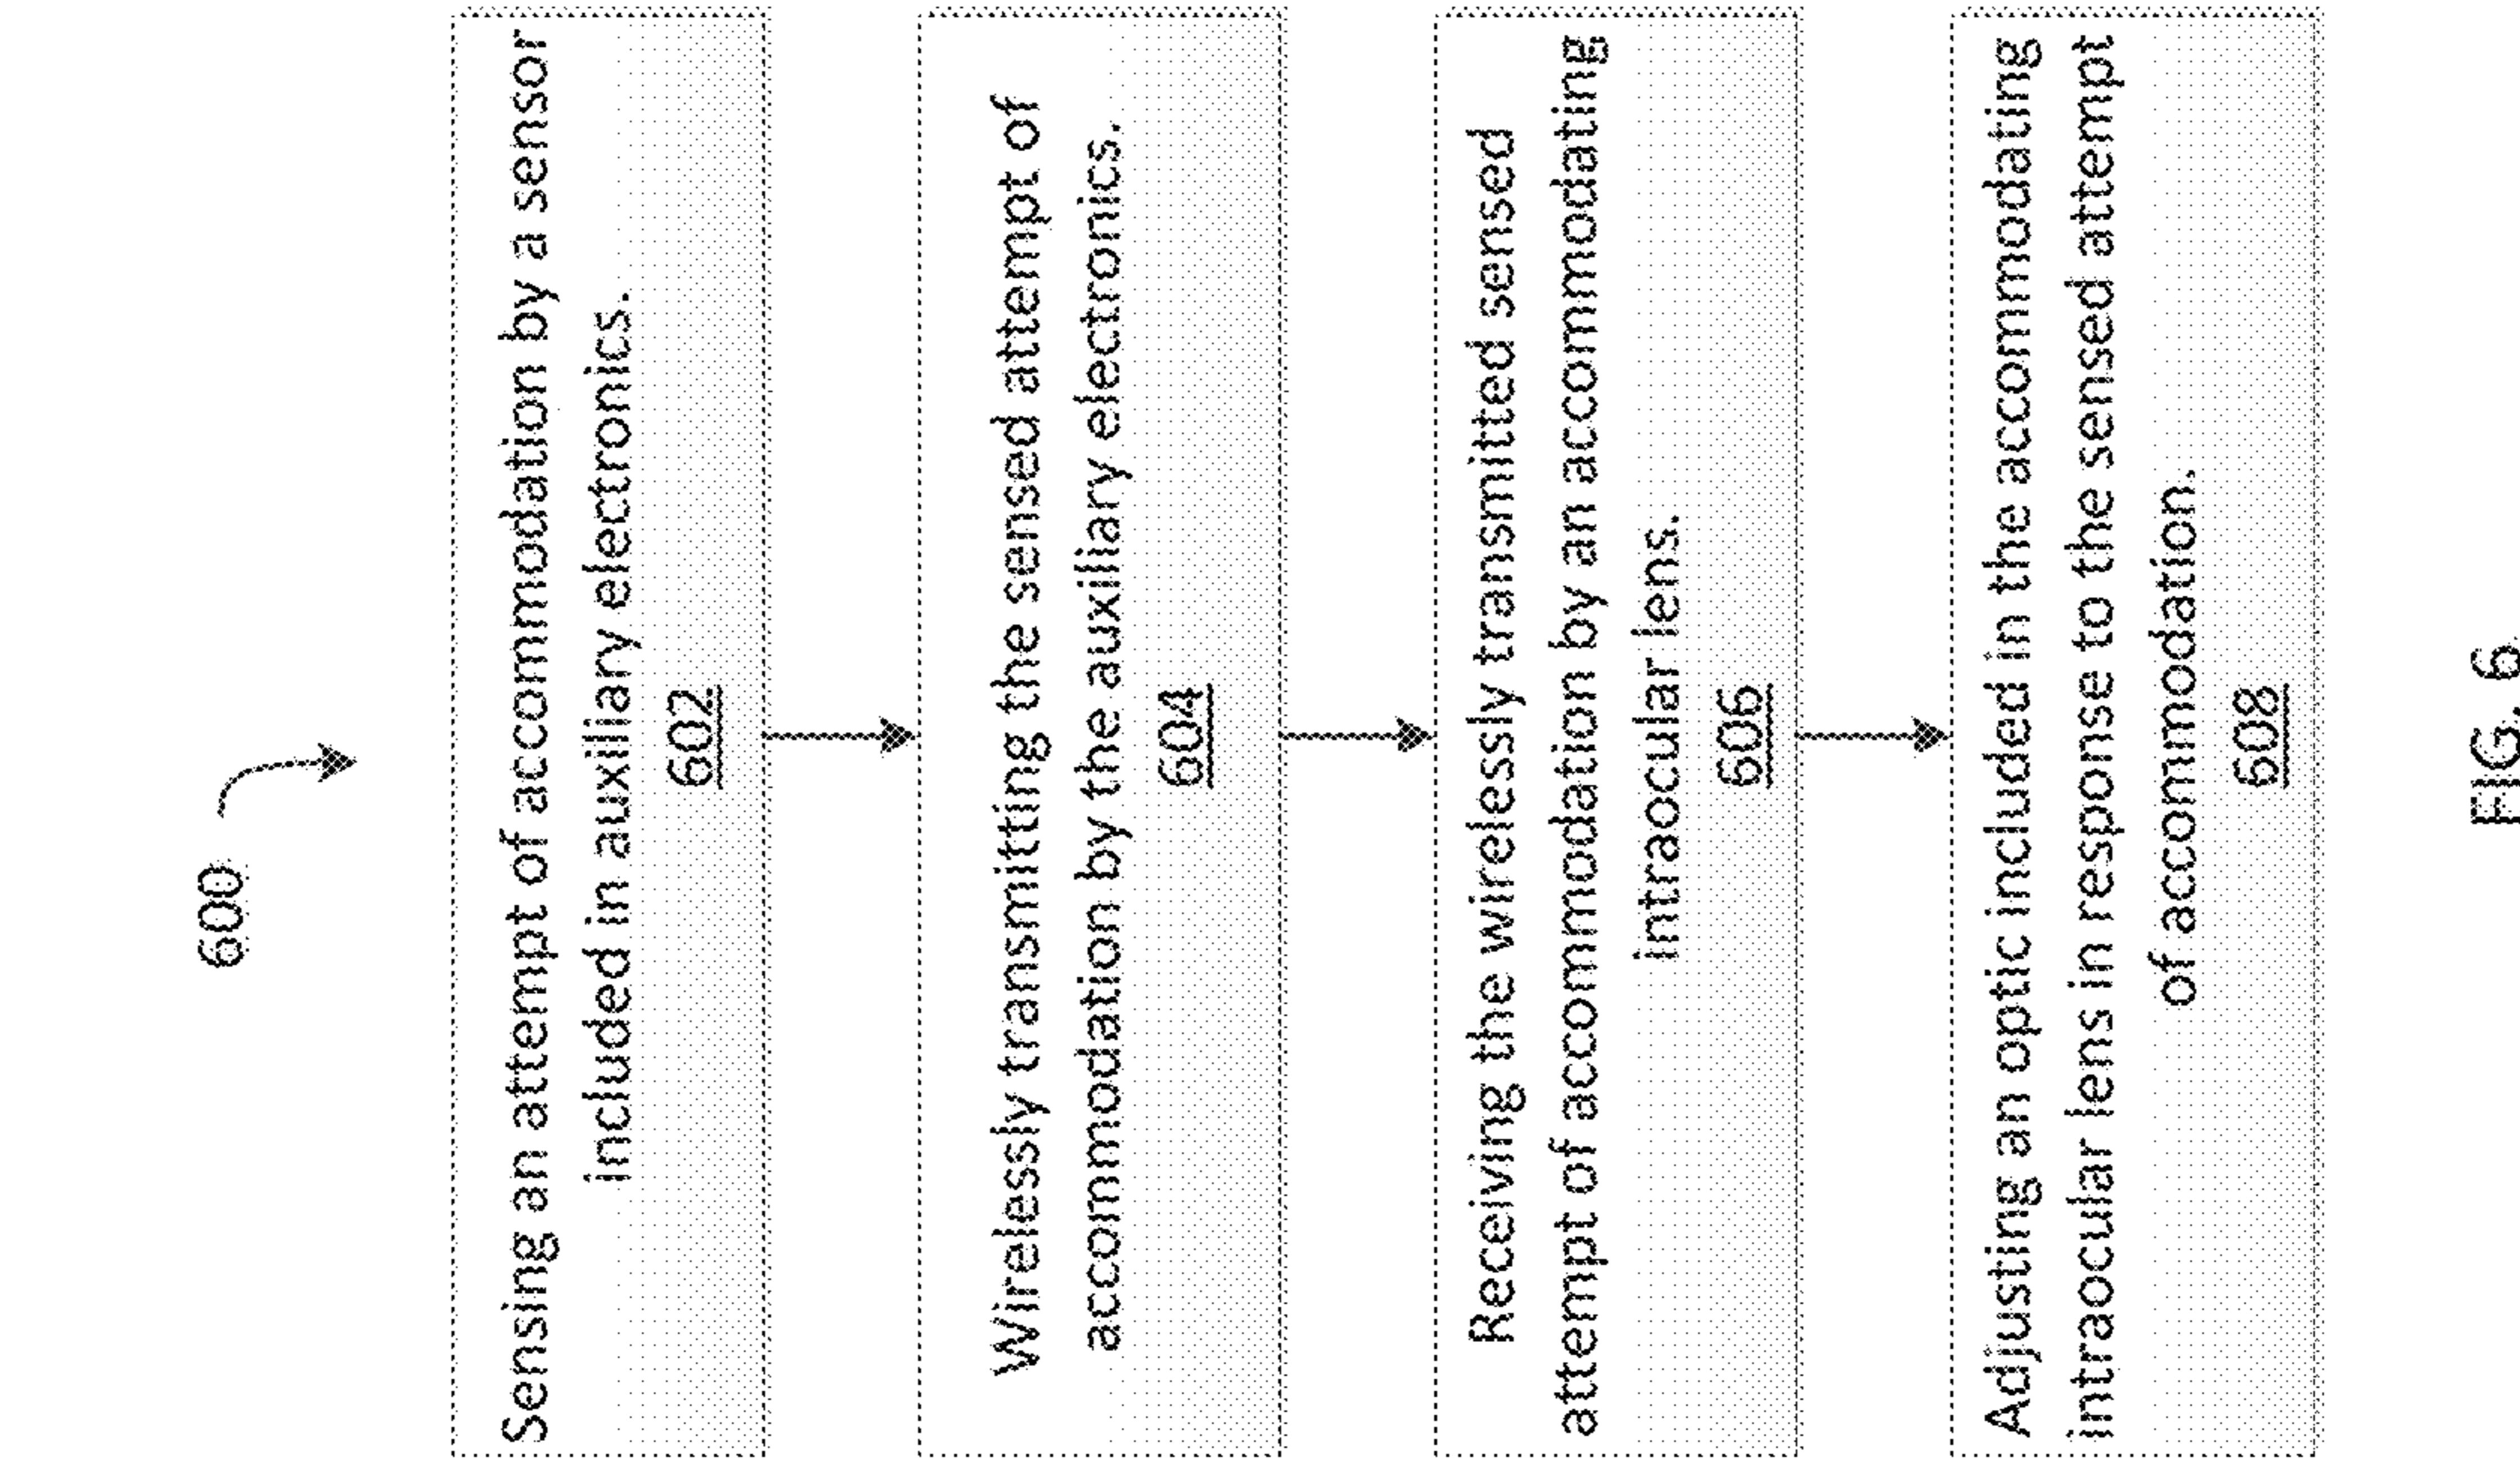 600
Sensing an attempt of accommodation by a sensor
included in auxiliary electronics.
602
Wirelessly transmitting the sensed attempt of
accommodation by the auxiliary electronics.
604
Receiving the wirelessly transmitted sensed
attempt of accommodation by an accommodating
intraocular lens.
606
Adjusting an optic included in the accommodating
intraocular lens in response to the sensed attempt
of accommodation.
608
FIG. 6